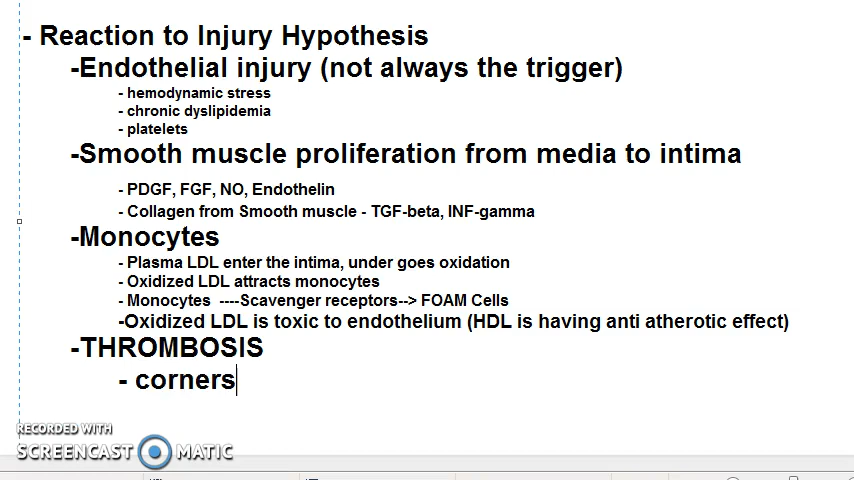 - Reaction to Injury Hypothesis
-Endothelial injury (not always the trigger)
- hemodynamic stress
- chronic dyslipidemia
- platelets
-Smooth muscle proliferation from media to intima
- PDGF, FGF, NO, Endothelin
- Collagen from Smooth muscle - TGF-beta, INF-gamma
-Monocytes
- Plasma LDL enter the intima, under goes oxidation
- Oxidized LDL attracts monocytes
- Monocytes ----Scavenger receptors--> FOAM Cells
-Oxidized LDL is toxic to endothelium (HDL is having anti atherotic effect)
-THROMBOSIS
- corners
RECORDED WITH
SCREENCAST MATIC